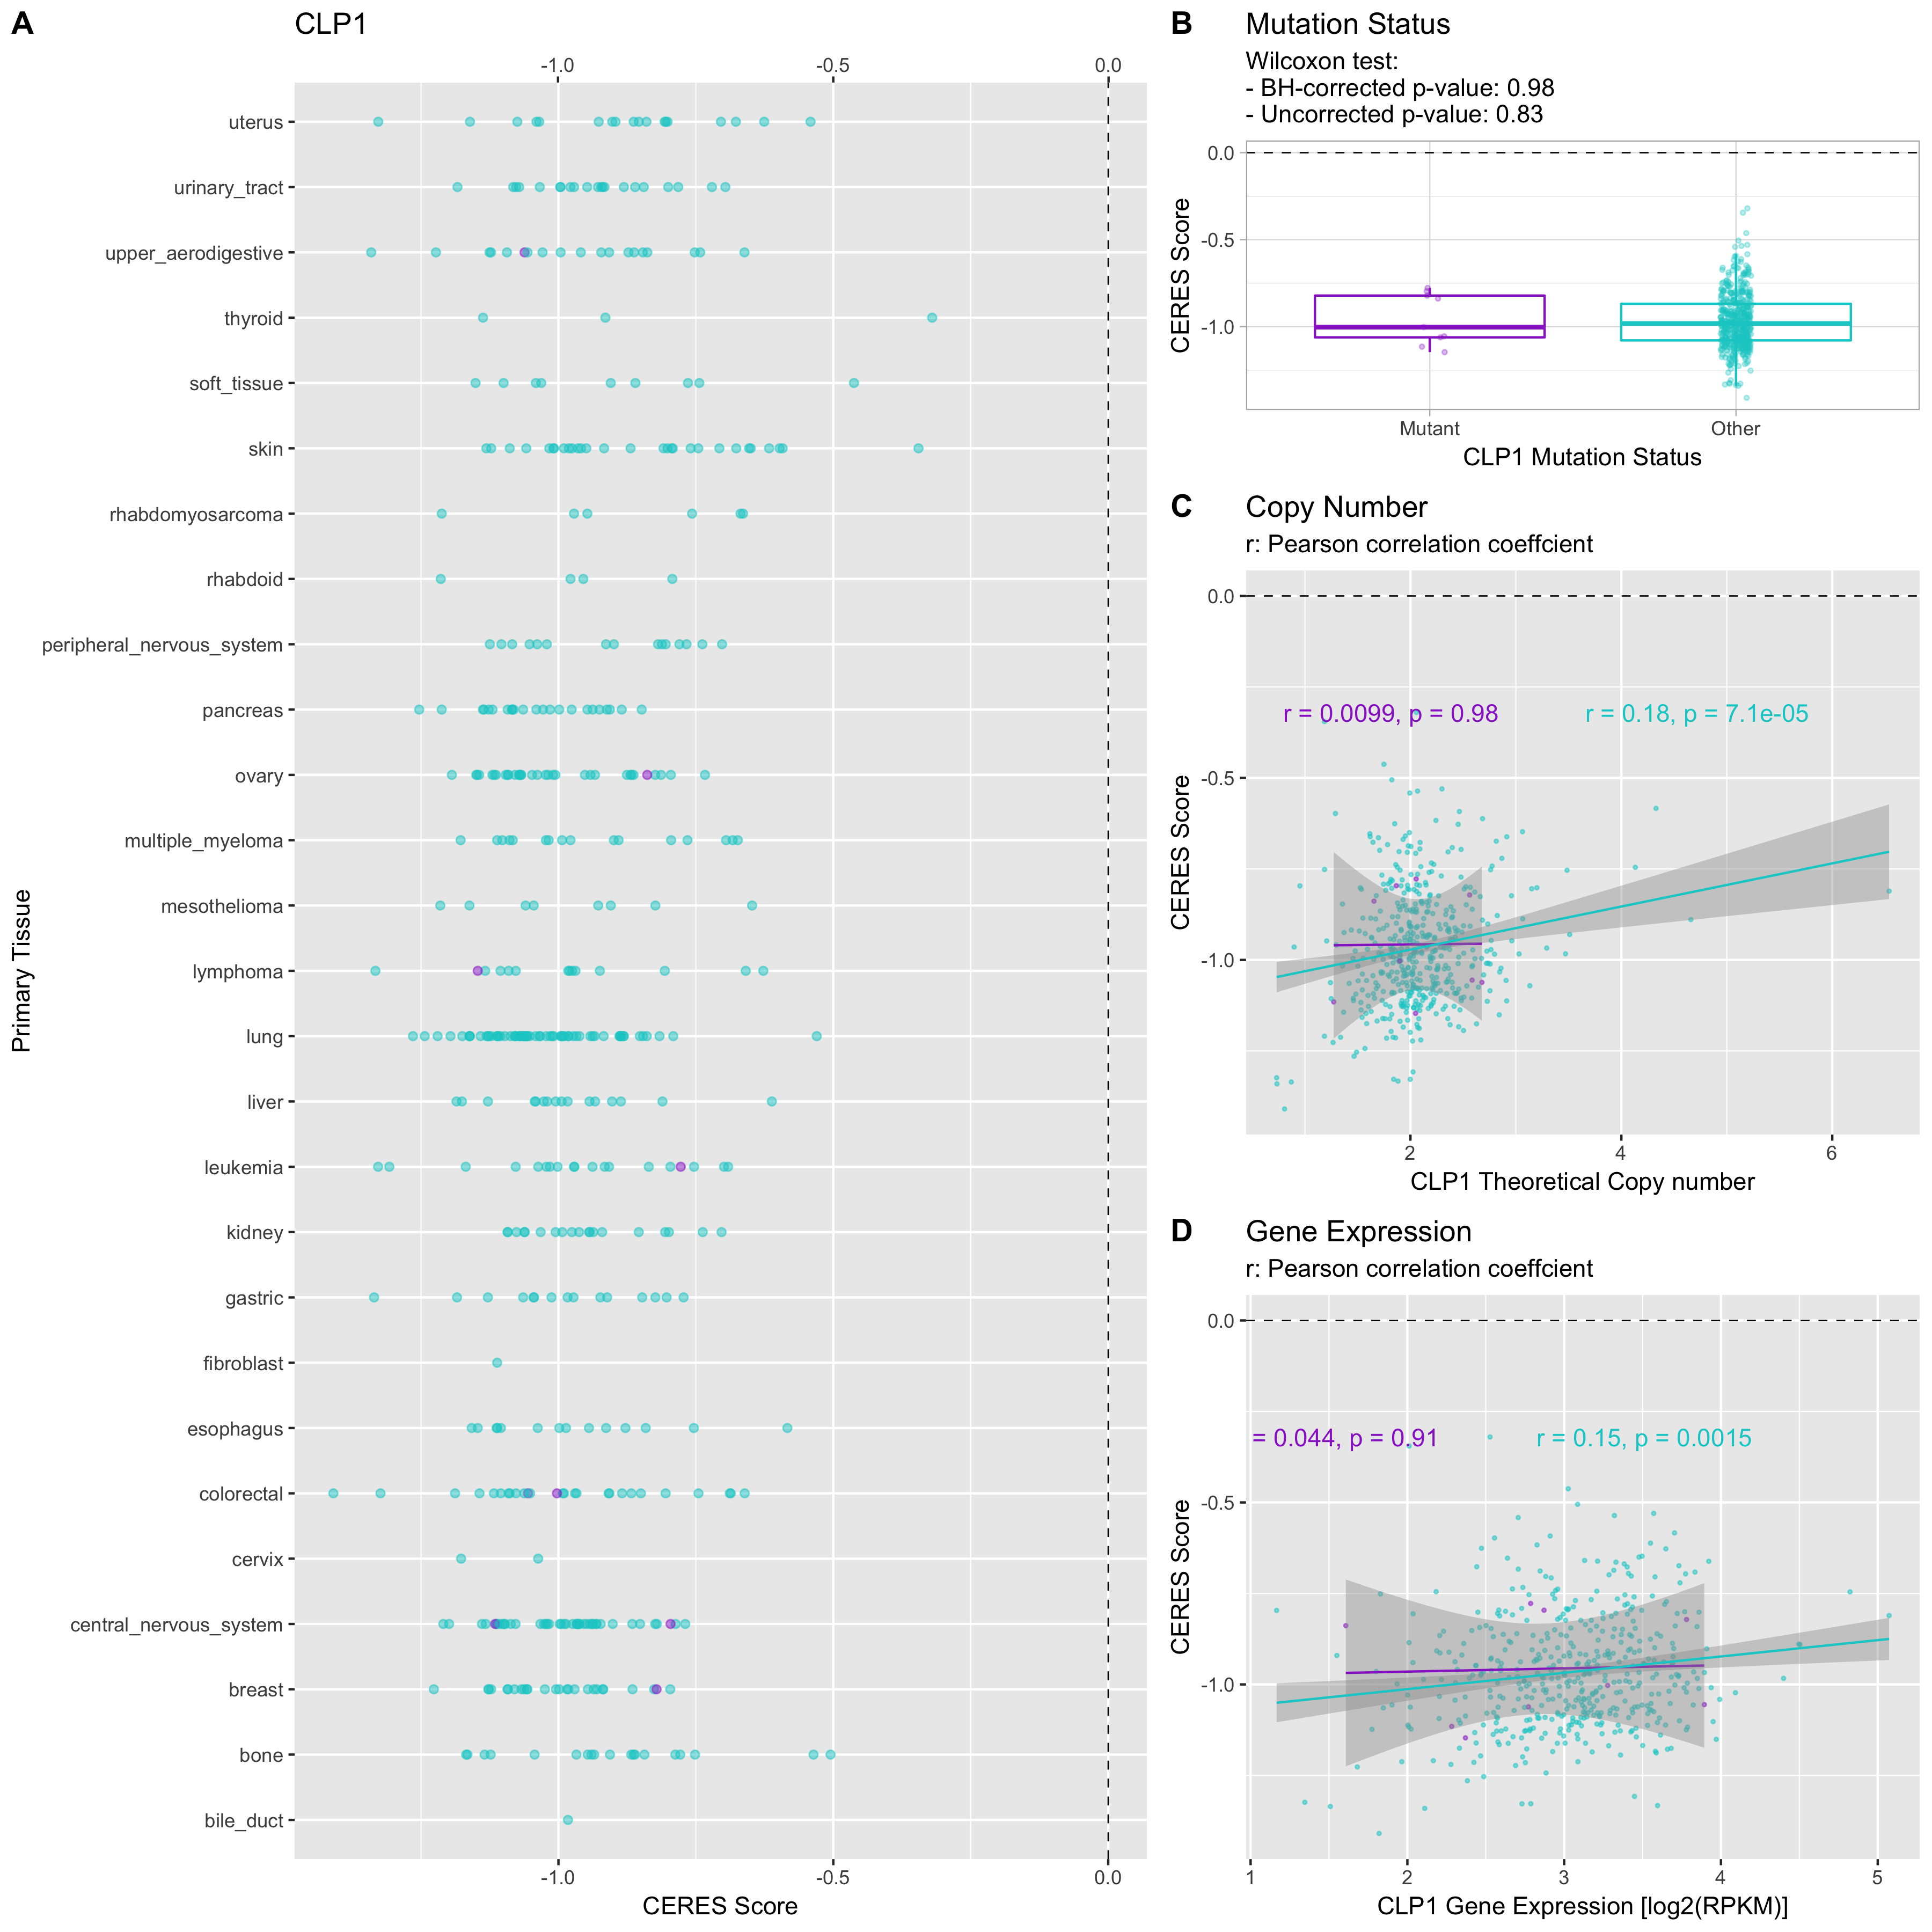 A
CLP1
-1.0 -0.5 0.0
Primary Tissue
uterus
urinary_tract
upper_aerodigestive
thyroid
soft_tissue
skin
rhabdomyosarcoma
rhabdoid
peripheral_nervous_system
pancreas
ovary
multiple_myeloma
mesothelioma
lymphoma
lung
liver
leukemia
kidney
gastric
fibroblast
esophagus
colorectal
cervix
central_nervous_system
breast
bone
bile_duct
-1.0 -0.5 0.0
CERES Score
B
Mutation Status
Wilcoxon test:
- BH-corrected p-value: 0.98
- Uncorrected p-value: 0.83
CERES Score
0.0
-0.5
-1.0
Mutant Other
CLP1 Mutation Status
C
Copy Number
r: Pearson correlation coeffcient
CERES Score
0.0
r = 0.0099, p = 0.98 r = 0.18, p = 7.1e-05
-0.5
-1.0
2 4 6
CLP1 Theoretical Copy number
D
Gene Expression
r: Pearson correlation coeffcient
CERES Score
0.0
= 0.044, p = 0.91 r = 0.15, p = 0.0015
-0.5
-1.0
1 2 3 4 5
CLP1 Gene Expression [log2(RPKM)]